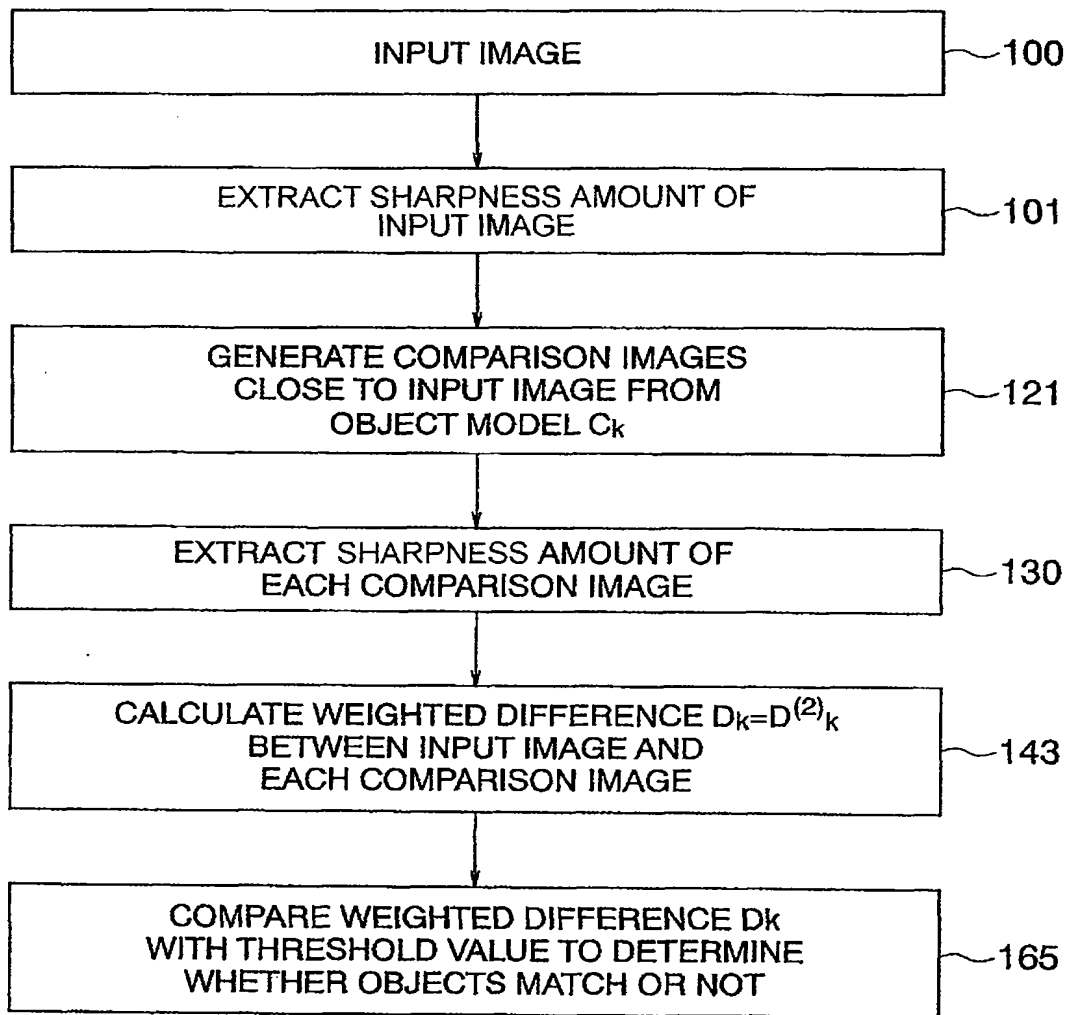 INPUT IMAGE
100
EXTRACT SHARPNESS AMOUNT OF
INPUT IMAGE
101
GENERATE COMPARISON IMAGES
CLOSE TO INPUT IMAGE FROM
OBJECT MODEL Ck
121
EXTRACT SHARPNESS AMOUNT OF
EACH COMPARISON IMAGE
130
CALCULATE WEIGHTED DIFFERENCE Dk=D(2)k
BETWEEN INPUT IMAGE AND
EACH COMPARISON IMAGE
143
COMPARE WEIGHTED DIFFERENCE Dk
WITH THRESHOLD VALUE TO DETERMINE
WHETHER OBJECTS MATCH OR NOT
165